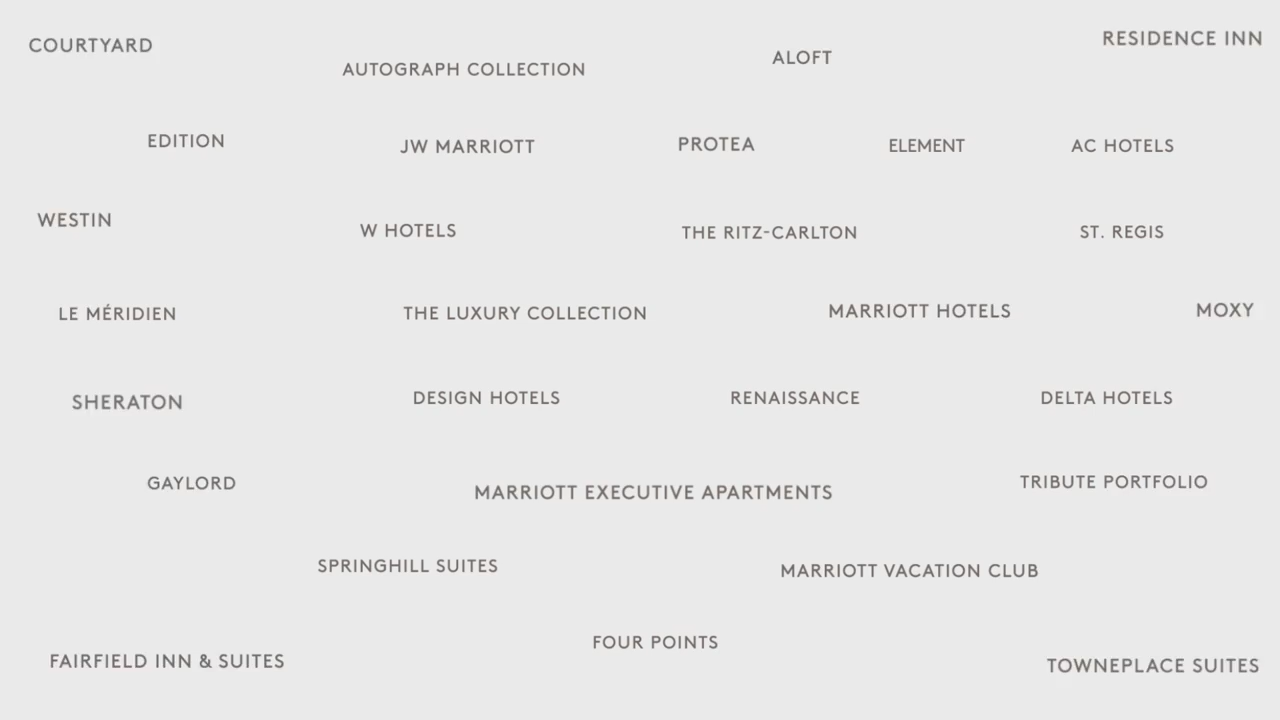 COURTYARD
AUTOGRAPH COLLECTION
ALOFT
RESIDENCE INN
EDITION
JW MARRIOTT
PROTEA
ELEMENT
AC HOTELS
WESTIN
W HOTELS
THE RITZ-CARLTON
ST. REGIS
LE MÉRIDIEN
THE LUXURY COLLECTION
MARRIOTT HOTELS
MOXY
SHERATON
DESIGN HOTELS
RENAISSANCE
DELTA HOTELS
GAYLORD
MARRIOTT EXECUTIVE APARTMENTS
TRIBUTE PORTFOLIO
SPRINGHILL SUITES
MARRIOTT VACATION CLUB
FOUR POINTS
FAIRFIELD INN & SUITES
TOWNEPLACE SUITES